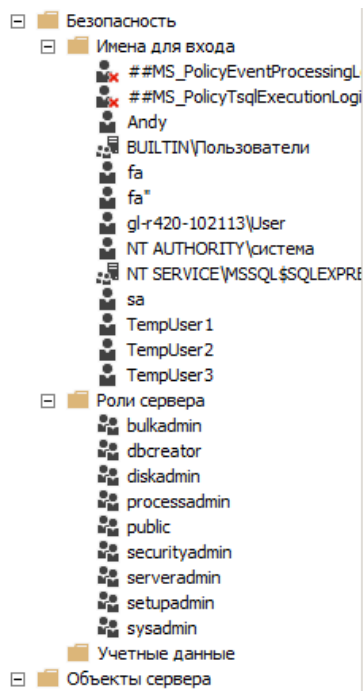 Безопасность
Имена для входа
##MS_PolicyEventProcessingL
##MS_PolicyTsqlExecutionLogi
Andy
BUILTIN\Пользователи
fa
fa"
gl-r420-102113\User
NT AUTHORITY\система
NT SERVICE\MSSQL$SQLEXPRE
sa
TempUser1
TempUser2
TempUser3
Роли сервера
bulkadmin
dbcreator
diskadmin
processadmin
public
securityadmin
serveradmin
setupadmin
sysadmin
Учетные данные
Объекты сервера